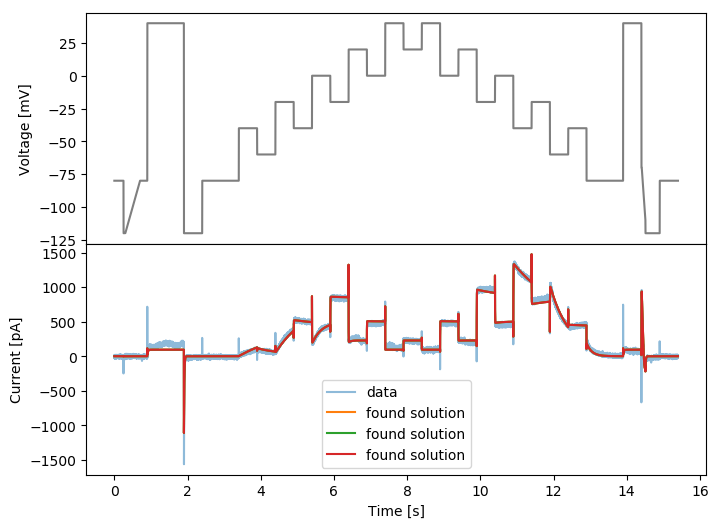 25
0
−25
−50
−75
−100
−125
Voltage [mV]
1500
1000
500
0
−500
−1000
−1500
Current [pA]
data
found solution
found solution
found solution
0 2 4 6 8 10 12 14 16
Time [s]